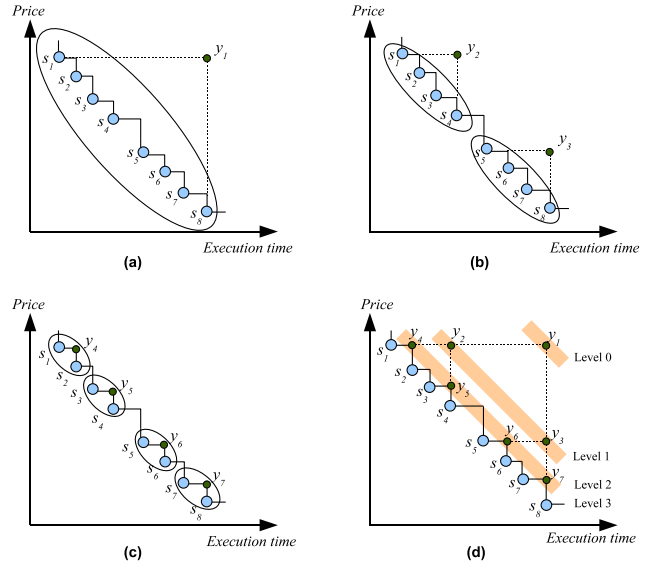 Price
y1
s1
s2
s3
s4
s5
s6
s7
s8
Execution time
(a)
Price
s1
y2
s2
s3
s4
s5
y3
s6
s7
s8
Execution time
(b)
Price
s1
y4
s2
y5
s3
s4
s5
y6
s6
y7
s7
s8
Execution time
(c)
Price
y4
y2
y1
s1
Level 0
s2
s3
y5
s4
y6
y3
s5
Level 1
s6
y7
s7
Level 2
s8
Level 3
Execution time
(d)